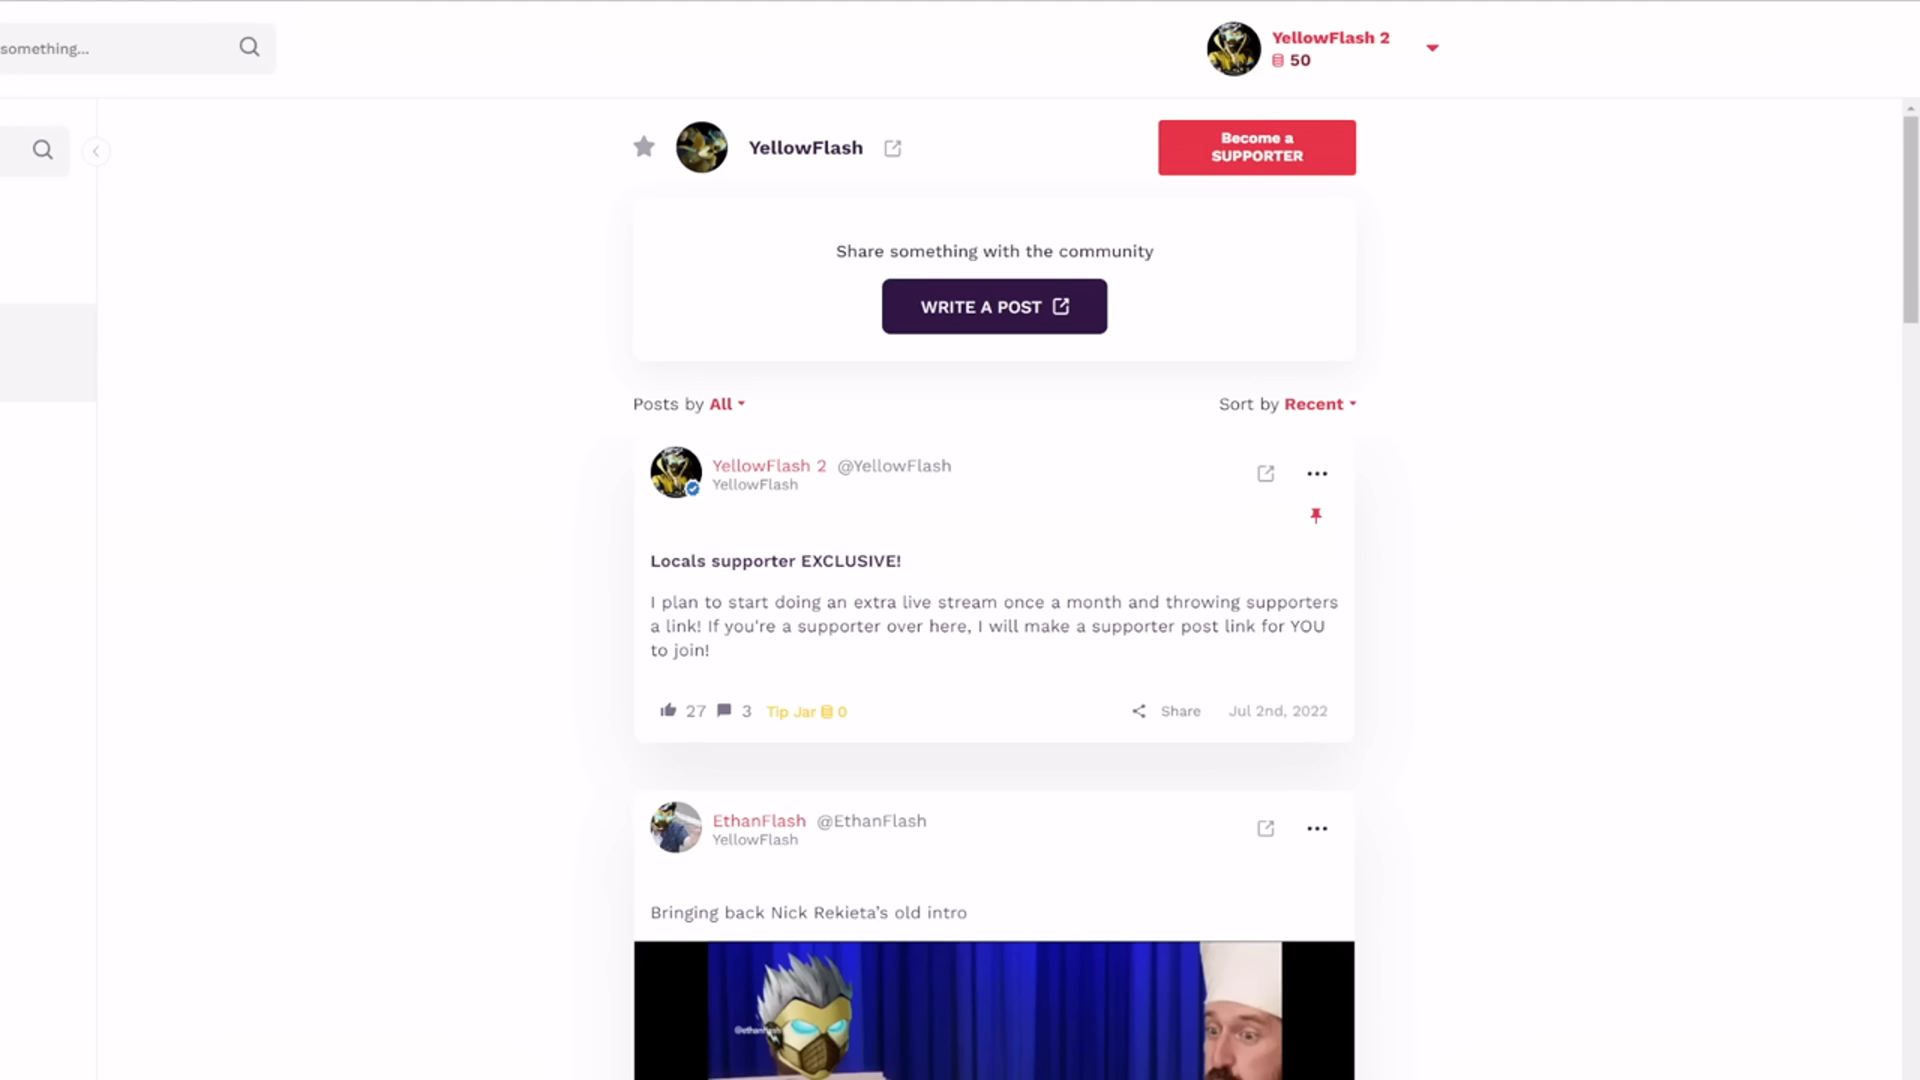 something...
YellowFlash 2
50
YellowFlash
Become a
SUPPORTER
Share something with the community
WRITE A POST
Posts by All
Sort by Recent
YellowFlash 2 @YellowFlash
YellowFlash
Locals supporter EXCLUSIVE!
I plan to start doing an extra live stream once a month and throwing supporters
a link! If you're a supporter over here, I will make a supporter post link for YOU
to join!
27 3 Tip Jar 0
Share Jul 2nd, 2022
EthanFlash @EthanFlash
YellowFlash
Bringing back Nick Rekieta’s old intro
@ethanflash